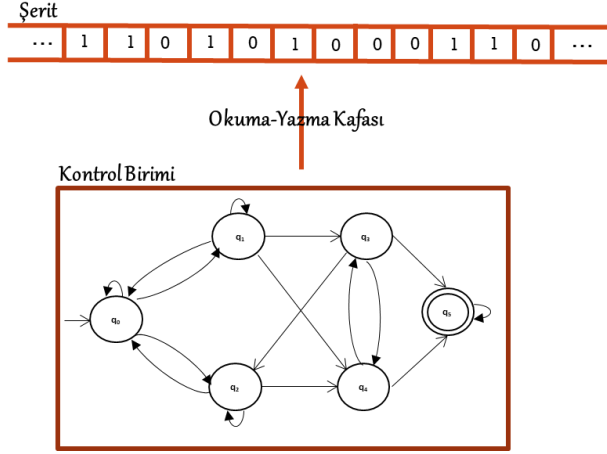 Şerit
... 1 1 0 1 0 1 0 0 0 1 1 0 ...
Okuma-Yazma Kafası
Kontrol Birimi
q₁ q₃
q₀ q₅
q₂ q₄